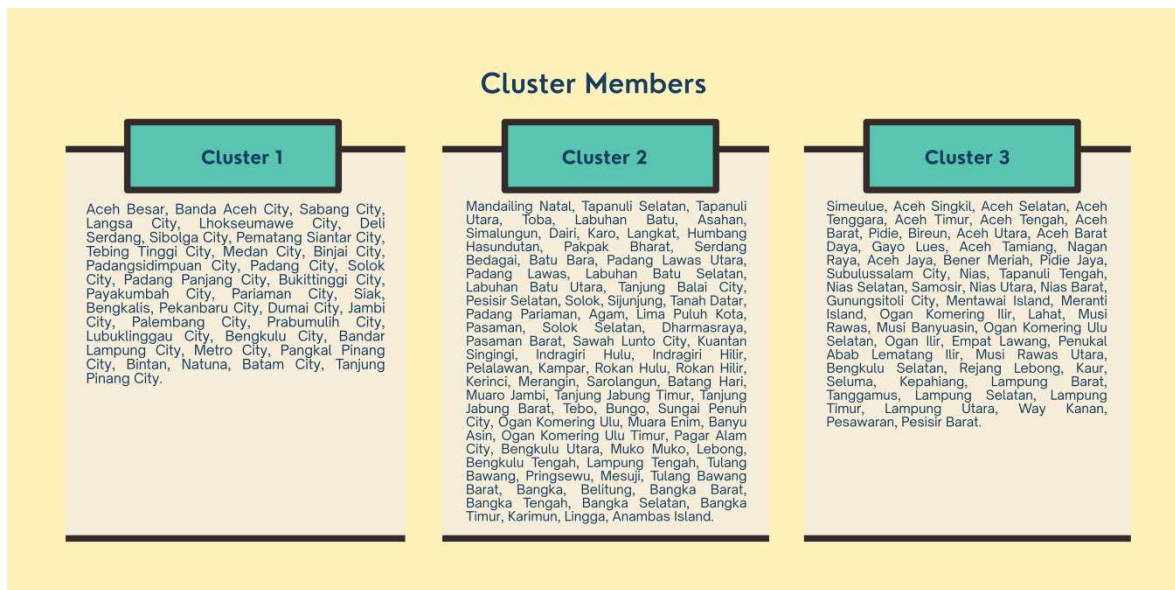 Cluster Members
Cluster 1
Aceh Besar, Banda Aceh City, Sabang City,
Langsa City, Lhokseumawe City, Deli
Serdang, Sibolga City, Pematang Siantar City,
Tebing Tinggi City, Medan City, Binjai City,
Padangsidimpuan City, Padang City, Solok
City, Padang Panjang City, Bukittinggi City,
Payakumbah City, Pariaman City, Siak,
Bengkalis, Pekanbaru City, Dumai City, Jambi
City, Palembang City, Prabumulih City,
Lubuklinggau City, Bengkulu City, Bandar
Lampung City, Metro City, Pangkal Pinang
City, Bintan, Natuna, Batam City, Tanjung
Pinang City.
Cluster 2
Mandailing Natal, Tapanuli Selatan, Tapanuli
Utara, Toba, Labuhan Batu, Asahan,
Simalungun, Dairi, Karo, Langkat, Humbang
Hasundutan, Pakpak Bharat, Serdang
Bedagai, Batu Bara, Padang Lawas Utara,
Padang Lawas, Labuhan Batu Selatan,
Labuhan Batu Utara, Tanjung Balai City,
Pesisir Selatan, Solok, Sijunjung, Tanah Datar,
Padang Pariaman, Agam, Lima Puluh Kota,
Pasaman, Solok Selatan, Dharmasraya,
Pasaman Barat, Sawah Lunto City, Kuantan
Singingi, Indragiri Hulu, Indragiri Hilir,
Pelalawan, Kampar, Rokan Hulu, Rokan Hilir,
Kerinci, Merangin, Sarolangun, Batang Hari,
Muaro Jambi, Tanjung Jabung Timur, Tanjung
Jabung Barat, Tebo, Bungo, Sungai Penuh
City, Ogan Komering Ulu, Muara Enim, Banyu
Asin, Ogan Komering Ulu Timur, Pagar Alam
City, Bengkulu Utara, Muko Muko, Lebong,
Bengkulu Tengah, Lampung Tengah, Tulang
Bawang, Pringsewu, Mesuji, Tulang Bawang
Barat, Bangka, Belitung, Bangka Barat,
Bangka Tengah, Bangka Selatan, Bangka
Timur, Karimun, Lingga, Anambas Island.
Cluster 3
Simeulue, Aceh Singkil, Aceh Selatan, Aceh
Tenggara, Aceh Timur, Aceh Tengah, Aceh
Barat, Pidie, Bireun, Aceh Utara, Aceh Barat
Daya, Gayo Lues, Aceh Tamiang, Nagan
Raya, Aceh Jaya, Bener Meriah, Pidie Jaya,
Subulussalam City, Nias, Tapanuli Tengah,
Nias Selatan, Samosir, Nias Utara, Nias Barat,
Gunungsitoli City, Mentawai Island, Meranti
Island, Ogan Komering Ilir, Lahat, Musi
Rawas, Musi Banyuasin, Ogan Komering Ulu
Selatan, Ogan Ilir, Empat Lawang, Penukal
Abab Lematang Ilir, Musi Rawas Utara,
Bengkulu Selatan, Rejang Lebong, Kaur,
Seluma, Kepahiang, Lampung Barat,
Tanggamus, Lampung Selatan, Lampung
Timur, Lampung Utara, Way Kanan,
Pesawaran, Pesisir Barat.